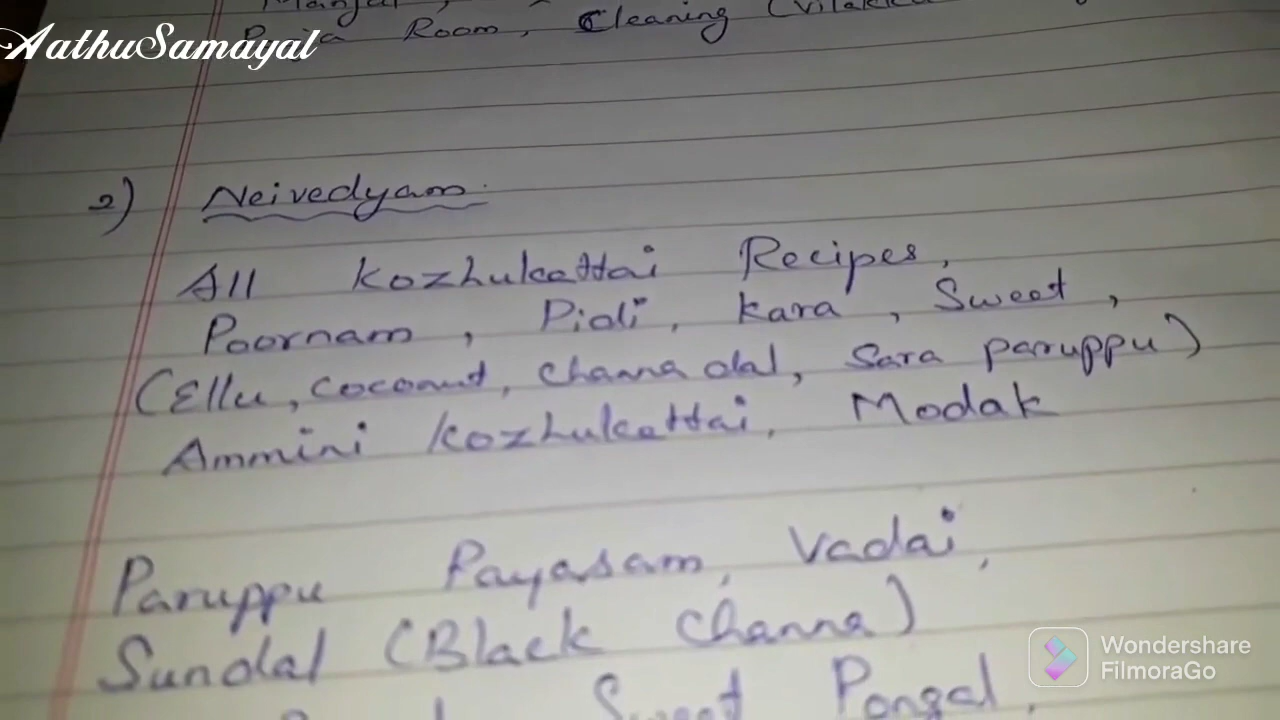 AathuSamayal
Room, Cleaning
2) Neivedyam
All Kozhukattai Recipes,
Poornam, Pidi, Kara, Sweet,
(Ellu, Coconut, Channa dal, Sara paruppu)
Ammini Kozhukattai, Modak
Paruppu Payasam, Vadai,
Sundal (Black Channa)
Sweet Pongal,
Wondershare
FilmoraGo